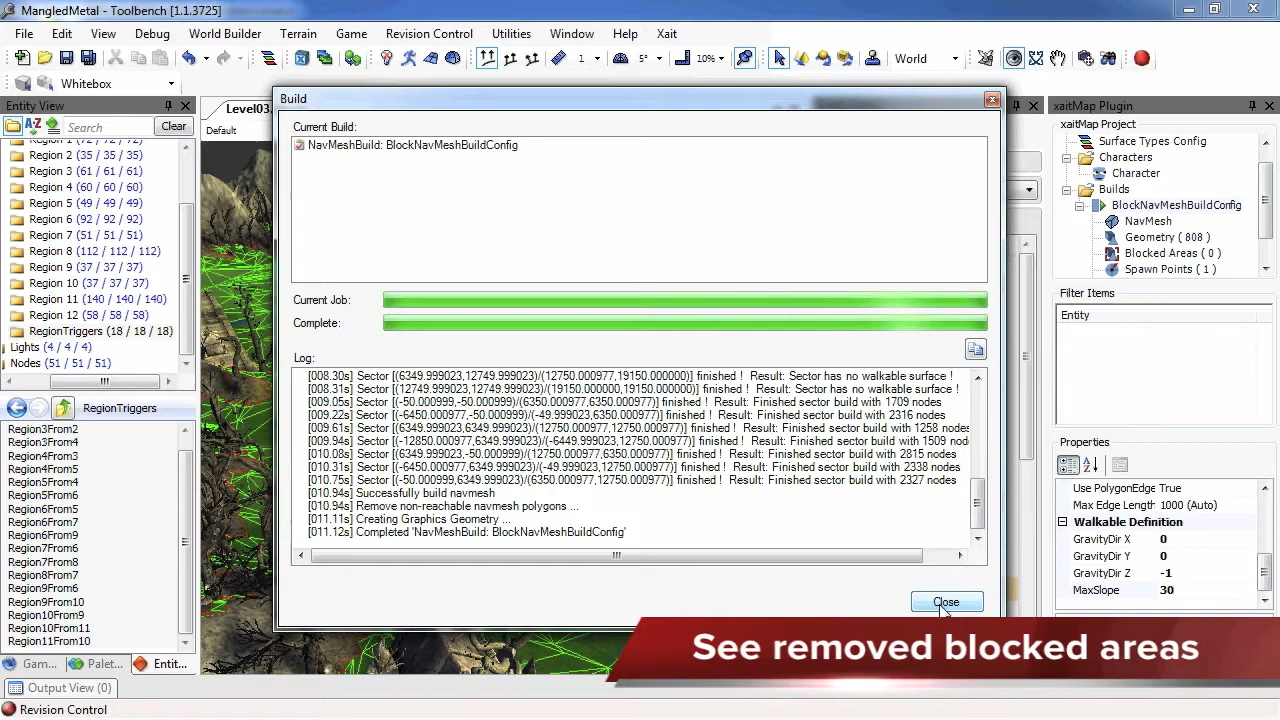 MangledMetal - Toolbench [1.1.3725]
File Edit View Debug World Builder Terrain Game Revision Control Utilities Window Help Xait
1 5° 10% World
Whitebox
Entity View
Search Clear
Region 2 (35 / 35 / 35)
Region 3 (61 / 61 / 61)
Region 4 (60 / 60 / 60)
Region 5 (49 / 49 / 49)
Region 6 (92 / 92 / 92)
Region 7 (51 / 51 / 51)
Region 8 (112 / 112 / 112)
Region 9 (37 / 37 / 37)
Region 10 (37 / 37 / 37)
Region 11 (140 / 140 / 140)
Region 12 (68 / 68 / 68)
RegionTriggers (18 / 18 / 18)
Lights (4 / 4 / 4)
Nodes (51 / 51 / 51)
RegionTriggers
Region3From2
Region3From4
Region4From3
Region4From5
Region5From4
Region5From4
Region5From6
Region6From5
Region6From7
Region7From6
Region7From8
Region8From7
Region9From6
Region9From10
Region10From9
Region10From11
Region11From10
Gam... Palet... Entit...
Output View (0)
Revision Control
Level03.
Default
Build
Current Build:
NavMeshBuild: BlockNavMeshBuildConfig
Current Job:
Complete:
Log:
[008.30s] Sector [(6349.999023,12749.999023)/(12750.000977,19150.000000)] finished ! Result: Sector has no walkable surface !
[008.31s] Sector [(12749.999023,12749.999023)/(19150.000000,19150.000000)] finished ! Result: Sector has no walkable surface !
[009.05s] Sector [(-50.000999,-50.000999)/(6350.000977,6350.000977)] finished ! Result: Finished sector build with 1709 nodes
[009.22s] Sector [(-6450.000977,-50.000999)/(-49.999023,6350.000977)] finished ! Result: Finished sector build with 2316 nodes
[009.61s] Sector [(6349.999023,6349.999023)/(12750.000977,12750.000977)] finished ! Result: Finished sector build with 1258 nodes
[009.94s] Sector [(-12850.000977,6349.999023)/(-6449.999023,12750.000977)] finished ! Result: Finished sector build with 1505 nod
[010.08s] Sector [(6349.999023,-50.000999)/(12750.000977,6350.000977)] finished ! Result: Finished sector build with 2815 nodes
[010.31s] Sector [(-6450.000977,6349.999023)/(-49.999023,12750.000977)] finished ! Result: Finished sector build with 2338 nodes
[010.75s] Sector [(-50.000999,6349.999023)/(6350.000977,12750.000977)] finished ! Result: Finished sector build with 2327 nodes
[010.94s] Successfully build navmesh
[010.94s] Remove non-reachable navmesh polygons ...
[011.11s] Creating Graphics Geometry ...
[011.12s] Completed 'NavMeshBuild: BlockNavMeshBuildConfig'
Close
xaitMap Plugin
xaitMap Project
Surface Types Config
Characters
Character
Builds
BlockNavMeshBuildConfig
NavMesh
Geometry ( 808 )
Blocked Areas ( 0 )
Spawn Points ( 1 )
Filter Items
Entity
Properties
Use PolygonEdge True
Max Edge Length 1000 (Auto)
Walkable Definition
GravityDir X 0
GravityDir Y 0
GravityDir Z -1
MaxSlope 30
See removed blocked areas